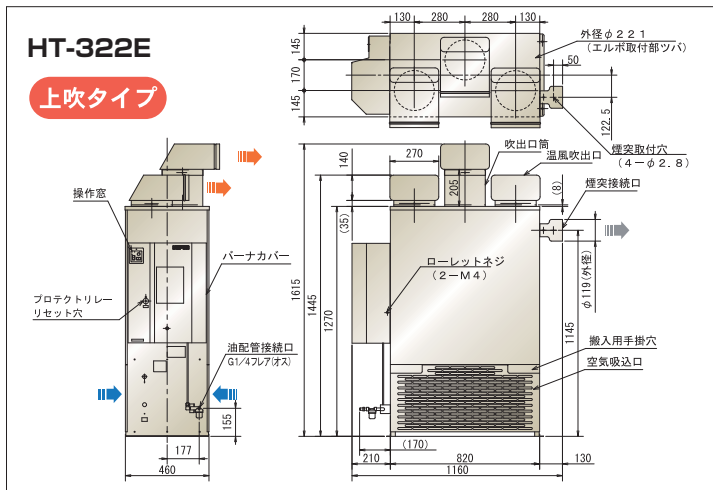 HT-322E
上吹タイプ
130
280
280
130
145
170
145
外径φ221
(エルボ取付部ツバ)
50
122.5
煙突取付穴
(4-φ2.8)
270
140
205
吹出口筒
温風吹出口
(8)
煙突接続口
(35)
φ119(外径)
操作窓
バーナカバー
プロテクトリレー
リセット穴
ローレットネジ
(2-M4)
1615
1445
1270
1145
油配管接続口
G1/4フレア(オス)
搬入用手掛穴
空気吸込口
155
177
460
(170)
210
820
130
1160